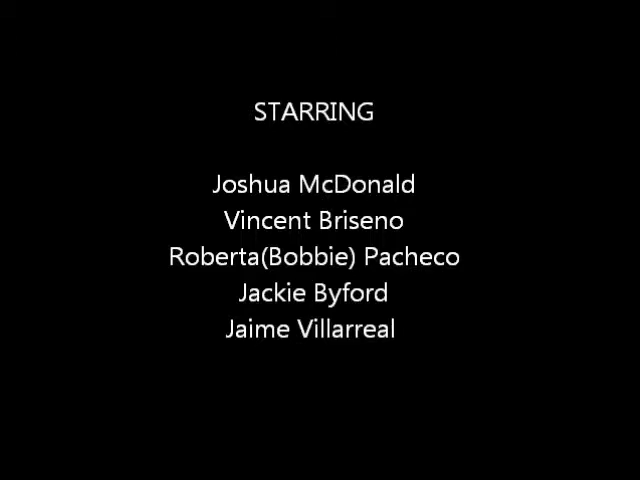 STARRING
Joshua McDonald
Vincent Briseno
Roberta(Bobbie) Pacheco
Jackie Byford
Jaime Villarreal